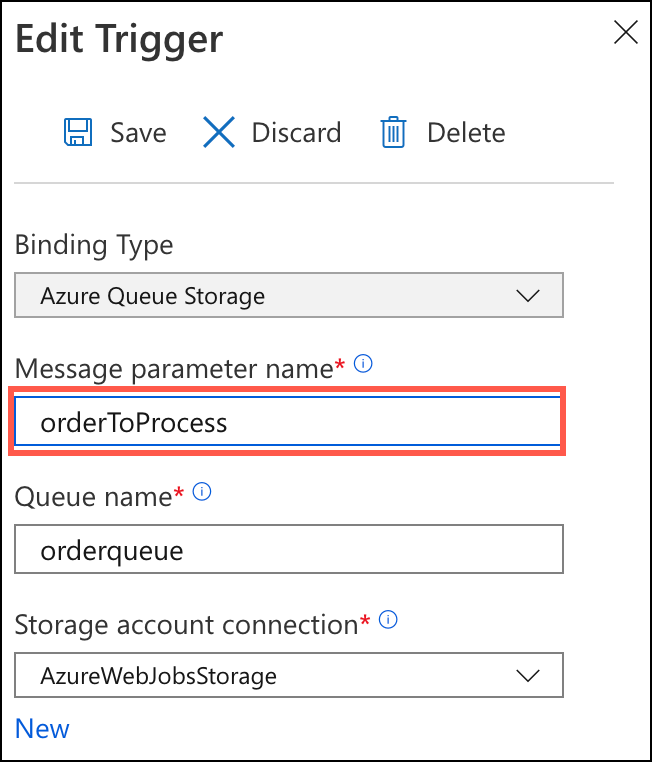 Edit Trigger
Save Discard Delete
Binding Type
Azure Queue Storage
Message parameter name*
orderToProcess
Queue name*
orderqueue
Storage account connection*
AzureWebJobsStorage
New